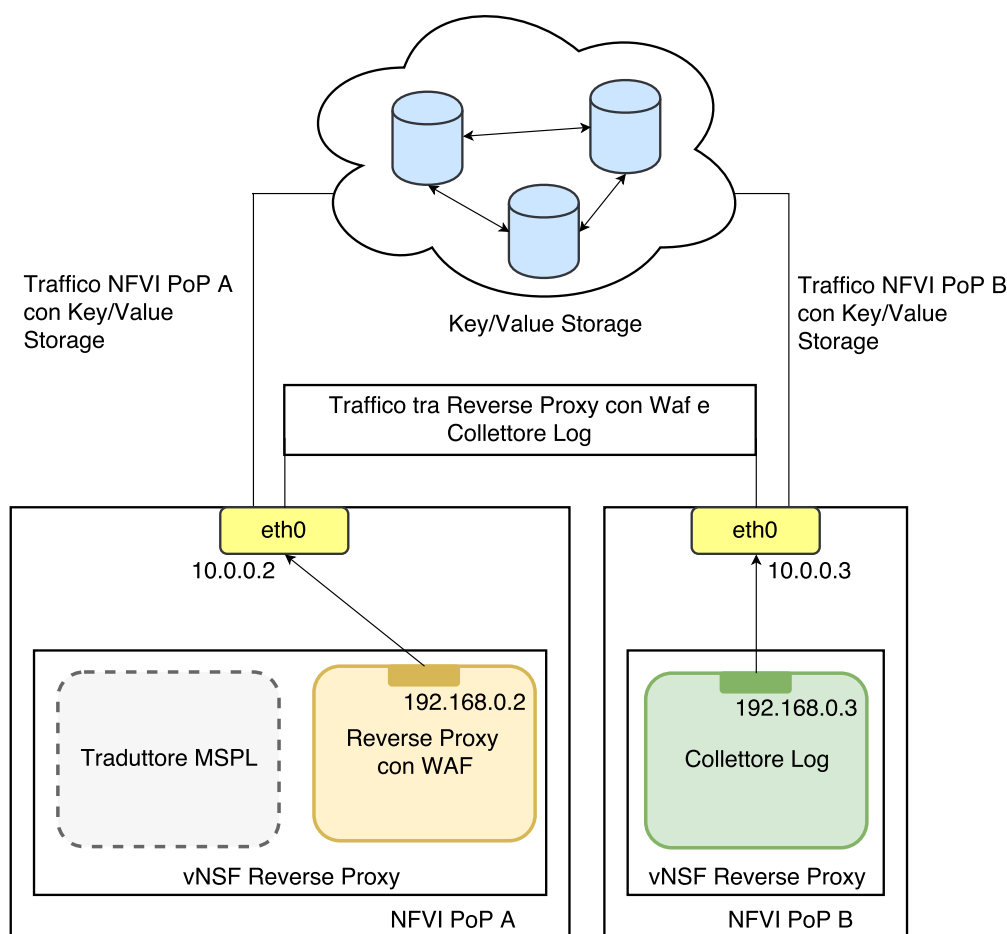 Traffico NFVI PoP A
con Key/Value
Storage
Key/Value Storage
Traffico NFVI PoP B
con Key/Value
Storage
Traffico tra Reverse Proxy con Waf e
Collettore Log
eth0
10.0.0.2
eth0
10.0.0.3
Traduttore MSPL
192.168.0.2
Reverse Proxy
con WAF
vNSF Reverse Proxy
NFVI PoP A
192.168.0.3
Collettore Log
vNSF Reverse Proxy
NFVI PoP B